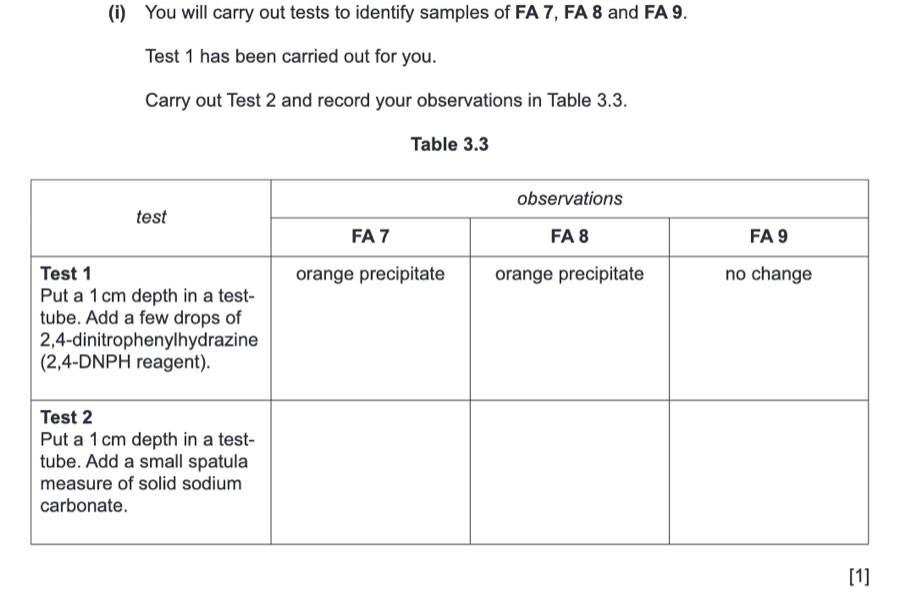 (i) You will carry out tests to identify samples of FA 7, FA 8 and FA 9.
Test 1 has been carried out for you.
Carry out Test 2 and record your observations in Table 3.3.
Table 3.3
test
observations
FA 7
FA 8
FA 9
Test 1
Put a 1 cm depth in a test-
tube. Add a few drops of
2,4-dinitrophenylhydrazine
(2,4-DNPH reagent).
orange precipitate
orange precipitate
no change
Test 2
Put a 1 cm depth in a test-
tube. Add a small spatula
measure of solid sodium
carbonate.
[1]